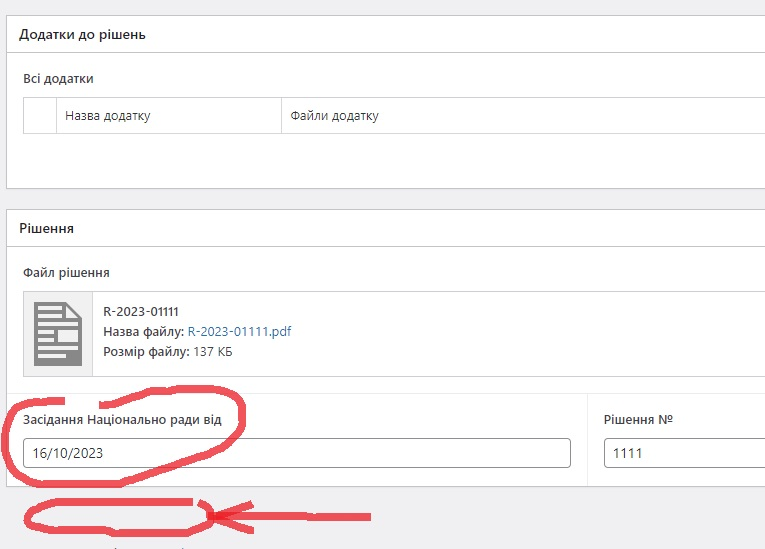 Додатки до рішень
Всі додатки
Назва додатку Файли додатку
Рішення
Файл рішення
R-2023-01111
Назва файлу: R-2023-01111.pdf
Розмір файлу: 137 КБ
Засідання Національно ради від Рішення №
16/10/2023 1111